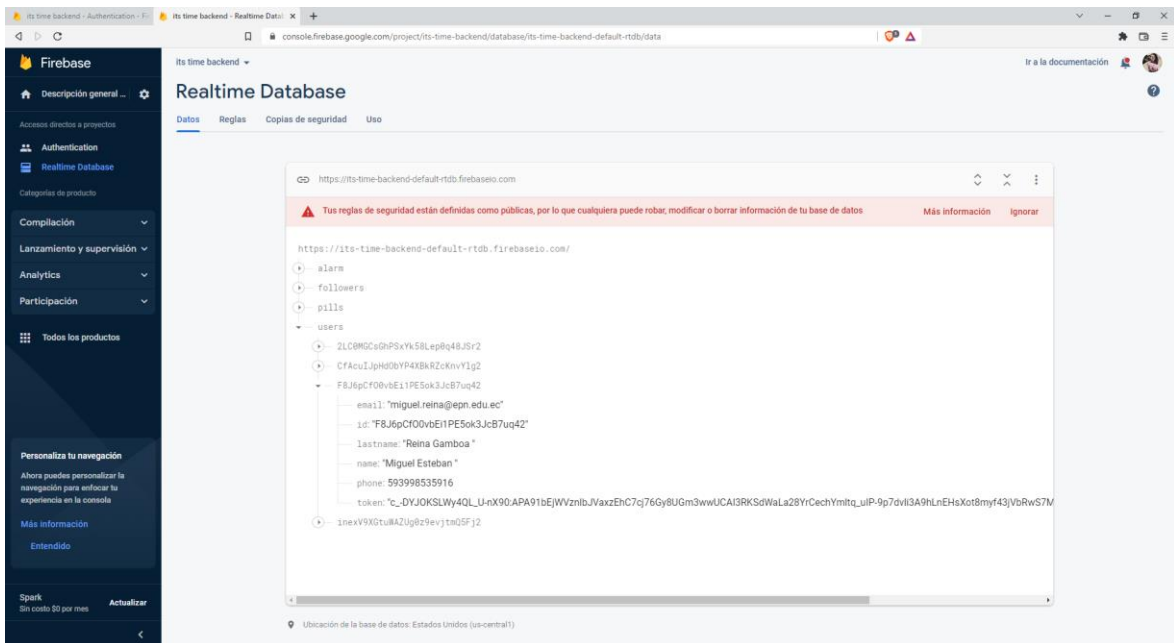 its time backend - Authentication - Fi
its time backend - Realtime Data
console.firebase.google.com/project/its-time-backend/database/its-time-backend-default-rtdb/data
Firebase
its time backend
Ir a la documentación
Descripción general ...
Realtime Database
Datos Reglas Copias de seguridad Uso
Accesos directos a proyectos
Authentication
Realtime Database
Categorías de producto
Compilación
Lanzamiento y supervisión
Analytics
Participación
Todos los productos
Personaliza tu navegación
Ahora puedes personalizar la
navegación para enfocar tu
experiencia en la consola
Más información
Entendido
Spark
Sin costo $0 por mes
Actualizar
https://its-time-backend-default-rtdb.firebaseio.com
Tus reglas de seguridad están definidas como públicas, por lo que cualquiera puede robar, modificar o borrar información de tu base de datos Más información Ignorar
https://its-time-backend-default-rtdb.firebaseio.com/
alarm
followers
pills
users
2LC0MGCsGhPSxYk58Lep0q48JSr2
CfAcuIJpHdObYP4XBkRZcKnvYIg2
F8J6pCfO0vbEi1PE5ok3JcB7uq42
email: "miguel.reina@epn.edu.ec"
id: "F8J6pCfO0vbEi1PE5ok3JcB7uq42"
lastname: "Reina Gamboa "
name: "Miguel Esteban "
phone: 593998535916
token: "c_-DYJOKSLWy4QL_U-nX90:APA91bEjWVznIbJVaxzEhC7cj76Gy8UGm3wwUCAI3RKSdWaLa28YrCechYmltq_uIP-9p7dvli3A9hLnEHsXot8myf43jVbRwS7M
inexV9XGtuWAZUg0z9evjtmQ5Fj2
Ubicación de la base de datos: Estados Unidos (us-central1)